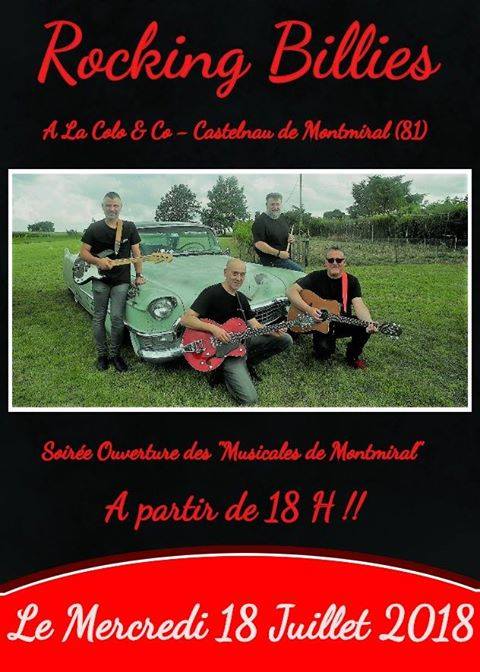 Rocking Billies
A La Colo & Co - Castelnau de Montmiral (81)
Soirée Ouverture des "Musicales de Montmiral"
A partir de 18 H !!
Le Mercredi 18 Juillet 2018